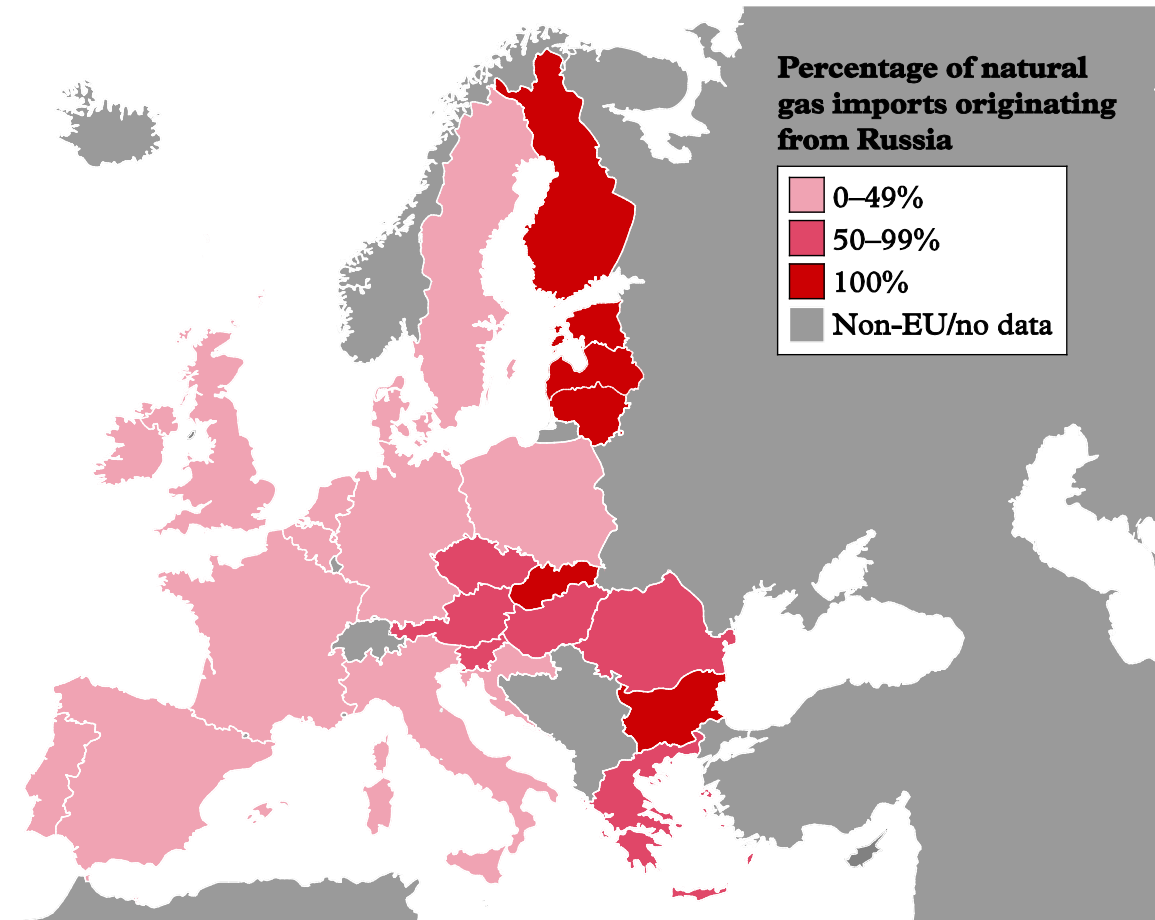 Percentage of natural
gas imports originating
from Russia
0–49%
50–99%
100%
Non-EU/no data